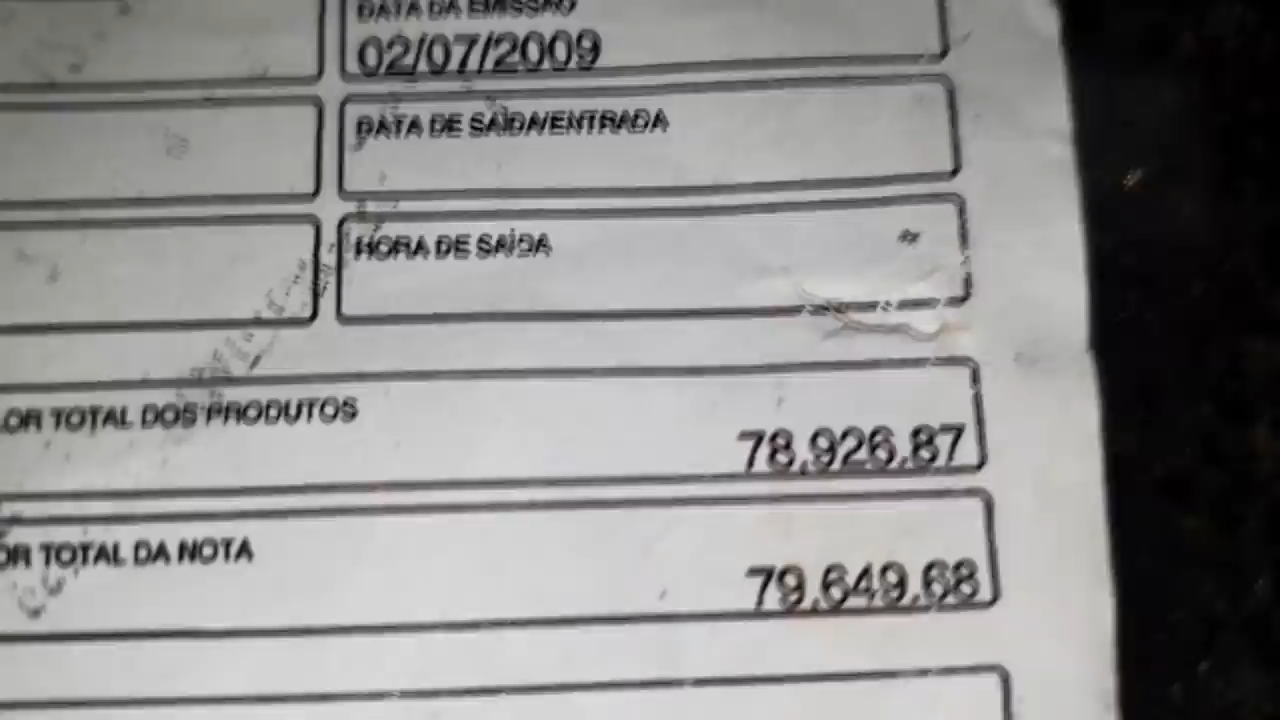 DATA DA EMISSÃO
02/07/2009
DATA DE SAÍDA/ENTRADA
HORA DE SAÍDA
LOR TOTAL DOS PRODUTOS
78.926,87
OR TOTAL DA NOTA
79.649,68